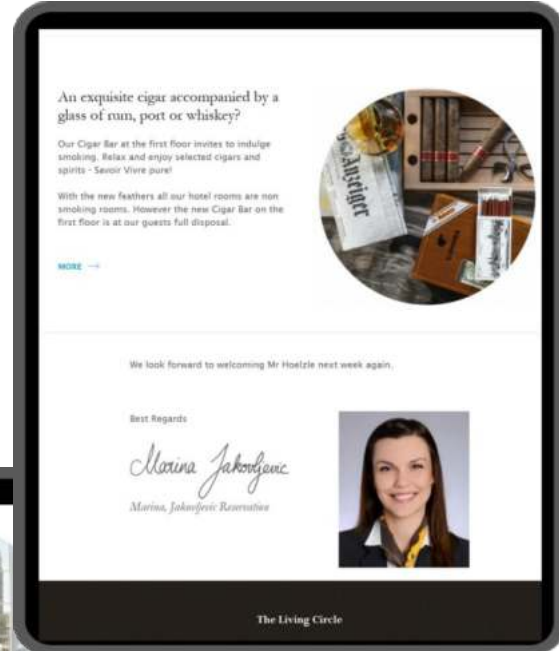 An exquisite cigar accompanied by a
glass of rum, port or whiskey?
Our Cigar Bar at the first floor invites to indulge
smoking. Relax and enjoy selected cigars and
spirits - Savoir Vivre pure!
With the new feathers all our hotel rooms are non
smoking rooms. However the new Cigar Bar on the
first floor is at our guests full disposal.
MORE →
Anzeiger
We look forward to welcoming Mr Hoelzle next week again.
Best Regards
Marina Jakovljevic
Marina, Jakovljevic Reservation
The Living Circle